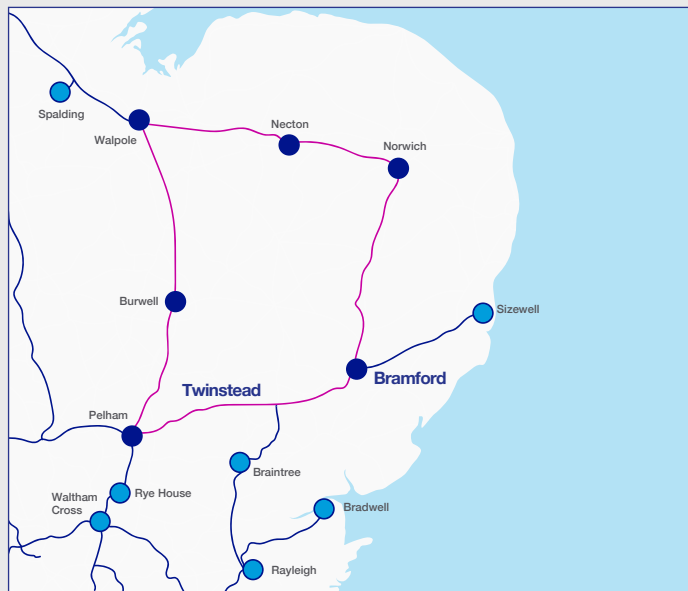 Spalding
Walpole
Necton
Norwich
Burwell
Sizewell
Twinstead
Bramford
Pelham
Braintree
Rye House
Waltham
Cross
Bradwell
Rayleigh